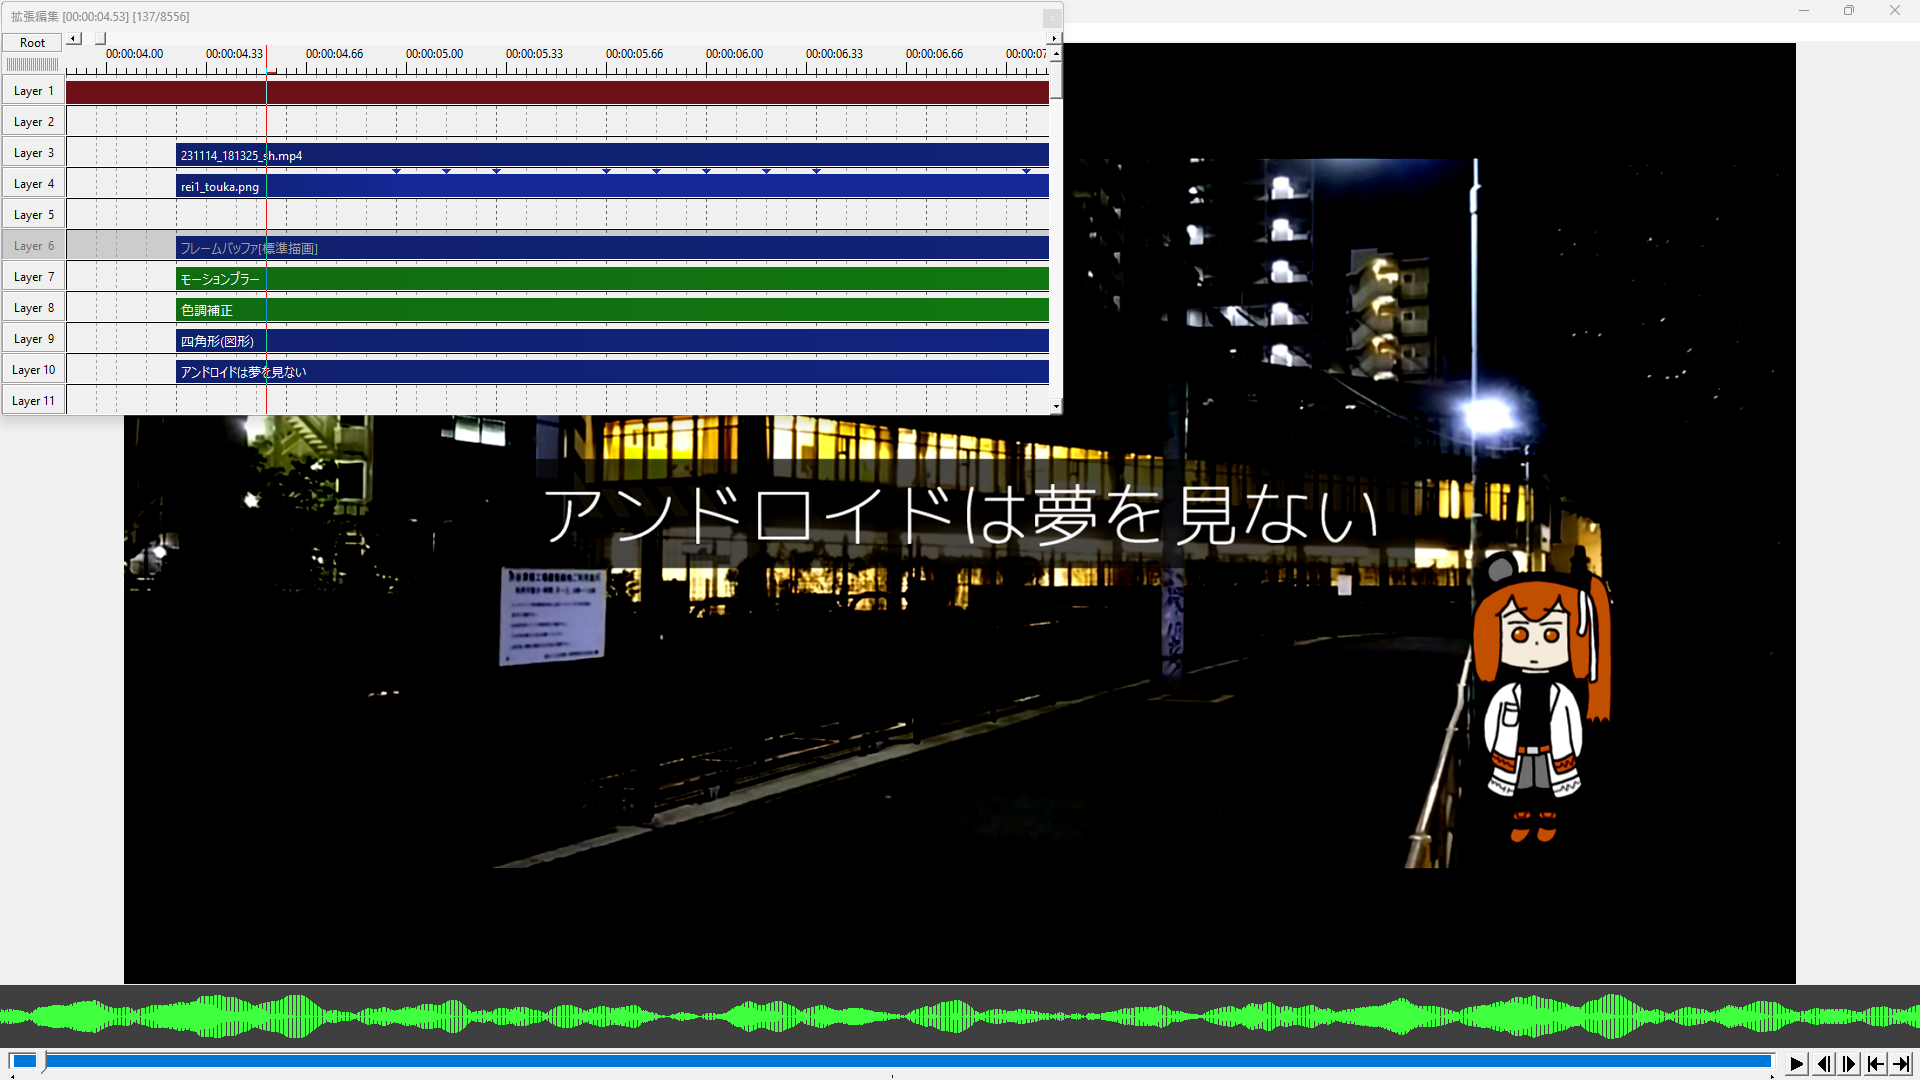 拡張編集 [00:00:04.53] [137/8556]
Root
00:00:04.00 00:00:04.33 00:00:04.66 00:00:05.00 00:00:05.33 00:00:05.66 00:00:06.00 00:00:06.33 00:00:06.66 00:00:07
Layer 1
Layer 2
Layer 3 231114_181325_sh.mp4
Layer 4 rei1_touka.png
Layer 5
Layer 6 フレームバッファ[標準描画]
Layer 7 モーションブラー
Layer 8 色調補正
Layer 9 四角形(図形)
Layer 10 アンドロイドは夢を見ない
Layer 11
アンドロイドは夢を見ない